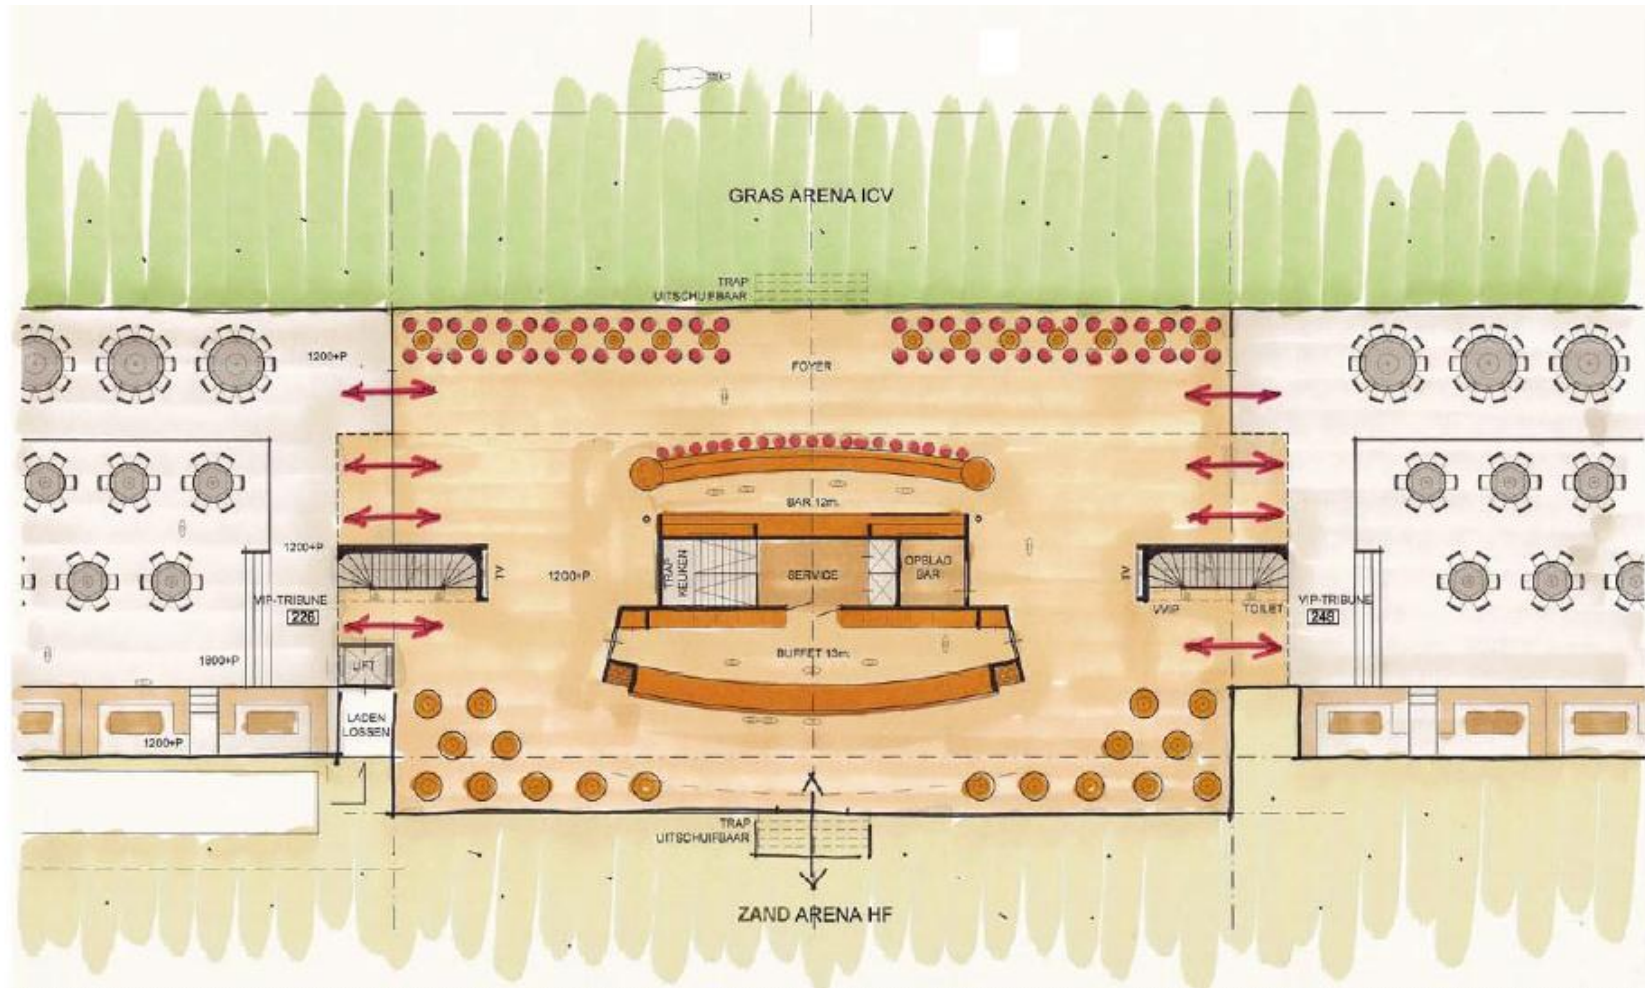 GRAS ARENA ICV
TRAP
UITSCHUIFBAAR
1200+P
FOYER
BAR 12m.
1200+P
TRAP
KEUKEN
SERVICE
OPSLAG
BAR
TV
1200+P
TV
VIP-TRIBUNE
226
VVIP
TOILET
VIP-TRIBUNE
248
1800+P
LIFT
BUFFET 13m.
LADEN
LOSSEN
1200+P
TRAP
UITSCHUIFBAAR
ZAND ARENA HF